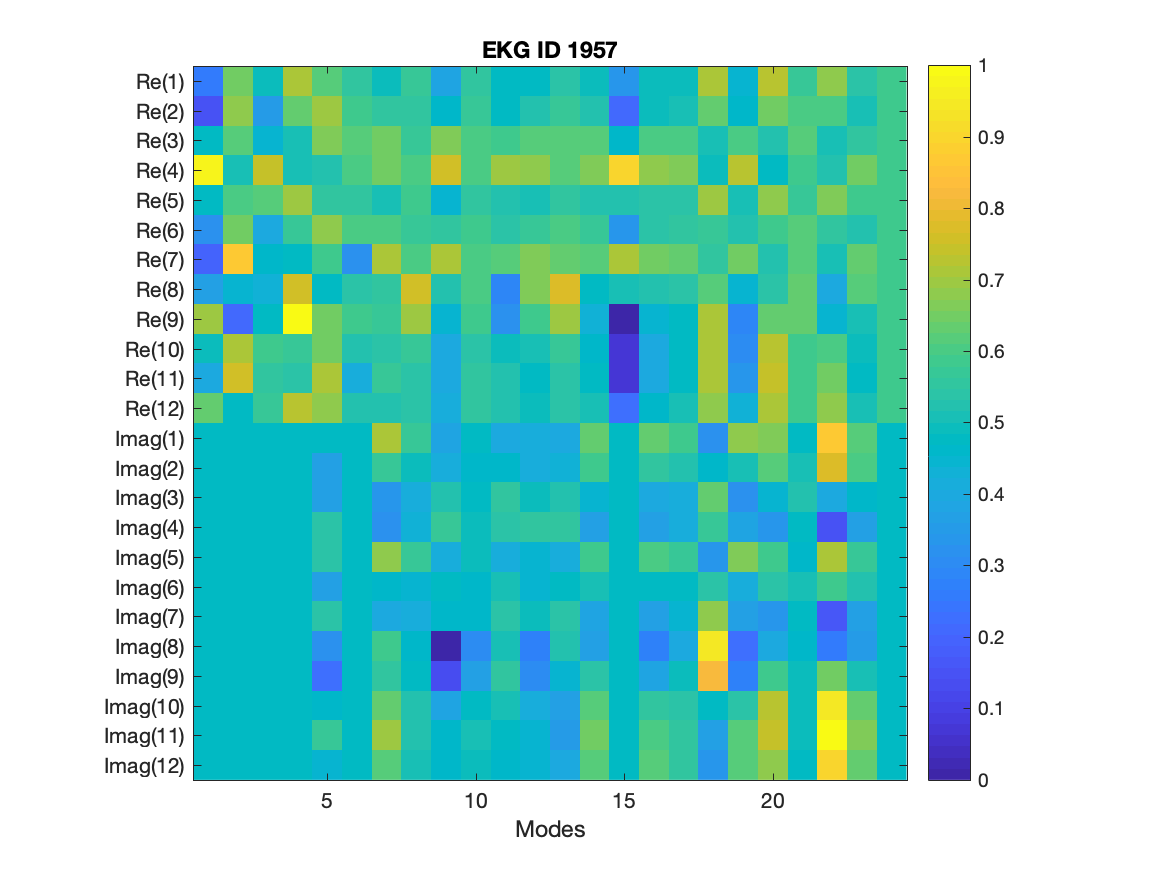 EKG ID 1957
Re(1)
Re(2)
Re(3)
Re(4)
Re(5)
Re(6)
Re(7)
Re(8)
Re(9)
Re(10)
Re(11)
Re(12)
Imag(1)
Imag(2)
Imag(3)
Imag(4)
Imag(5)
Imag(6)
Imag(7)
Imag(8)
Imag(9)
Imag(10)
Imag(11)
Imag(12)
5 10 15 20
Modes
1
0.9
0.8
0.7
0.6
0.5
0.4
0.3
0.2
0.1
0